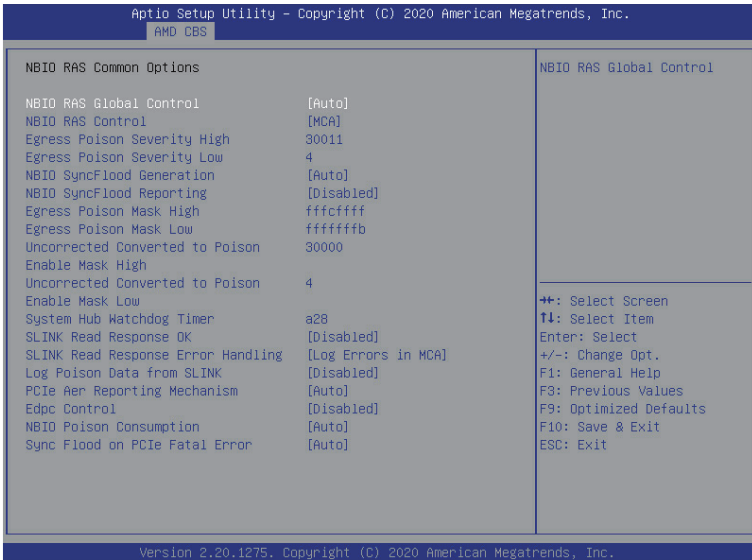 Aptio Setup Utility – Copyright (C) 2020 American Megatrends, Inc.
AMD CBS
NBIO RAS Common Options
NBIO RAS Global Control [Auto]
NBIO RAS Control [MCA]
Egress Poison Severity High 30011
Egress Poison Severity Low 4
NBIO SyncFlood Generation [Auto]
NBIO SyncFlood Reporting [Disabled]
Egress Poison Mask High fffcffff
Egress Poison Mask Low fffffffb
Uncorrected Converted to Poison 30000
Enable Mask High
Uncorrected Converted to Poison 4
Enable Mask Low
System Hub Watchdog Timer a28
SLINK Read Response OK [Disabled]
SLINK Read Response Error Handling [Log Errors in MCA]
Log Poison Data from SLINK [Disabled]
PCIe Aer Reporting Mechanism [Auto]
Edpc Control [Disabled]
NBIO Poison Consumption [Auto]
Sync Flood on PCIe Fatal Error [Auto]
NBIO RAS Global Control
→←: Select Screen
↑↓: Select Item
Enter: Select
+/-: Change Opt.
F1: General Help
F3: Previous Values
F9: Optimized Defaults
F10: Save & Exit
ESC: Exit
Version 2.20.1275. Copyright (C) 2020 American Megatrends, Inc.